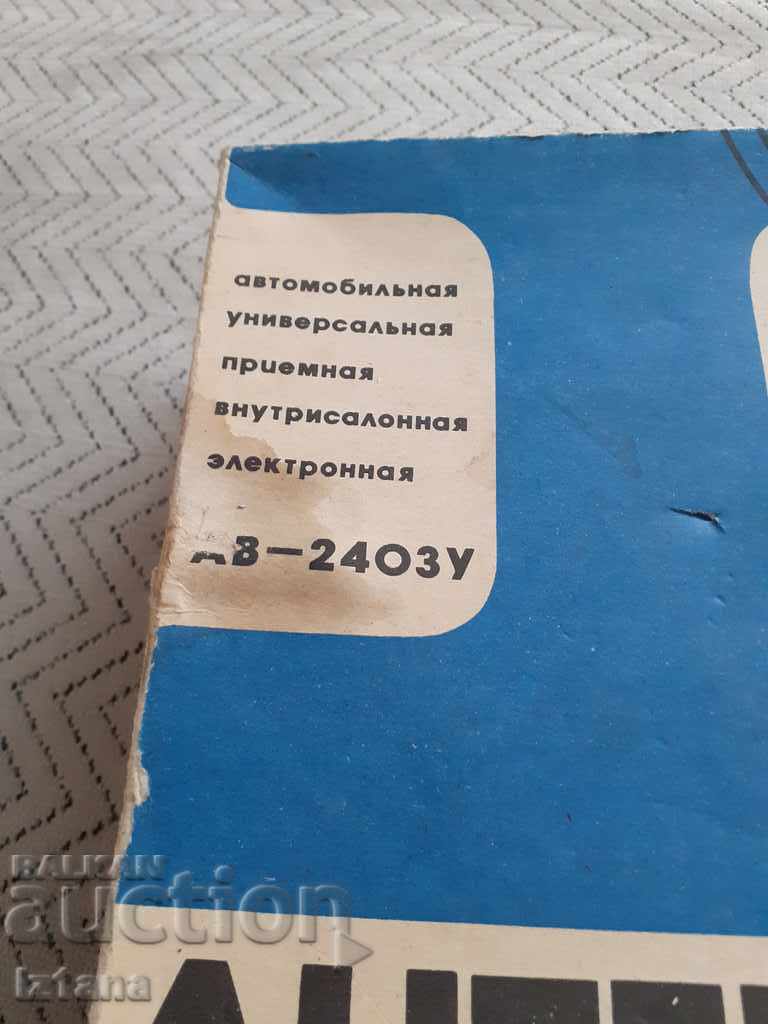 автомобильная
универсальная
приемная
внутрисалонная
электронная
АВ—2403У
BALKAN
auction
Iztana